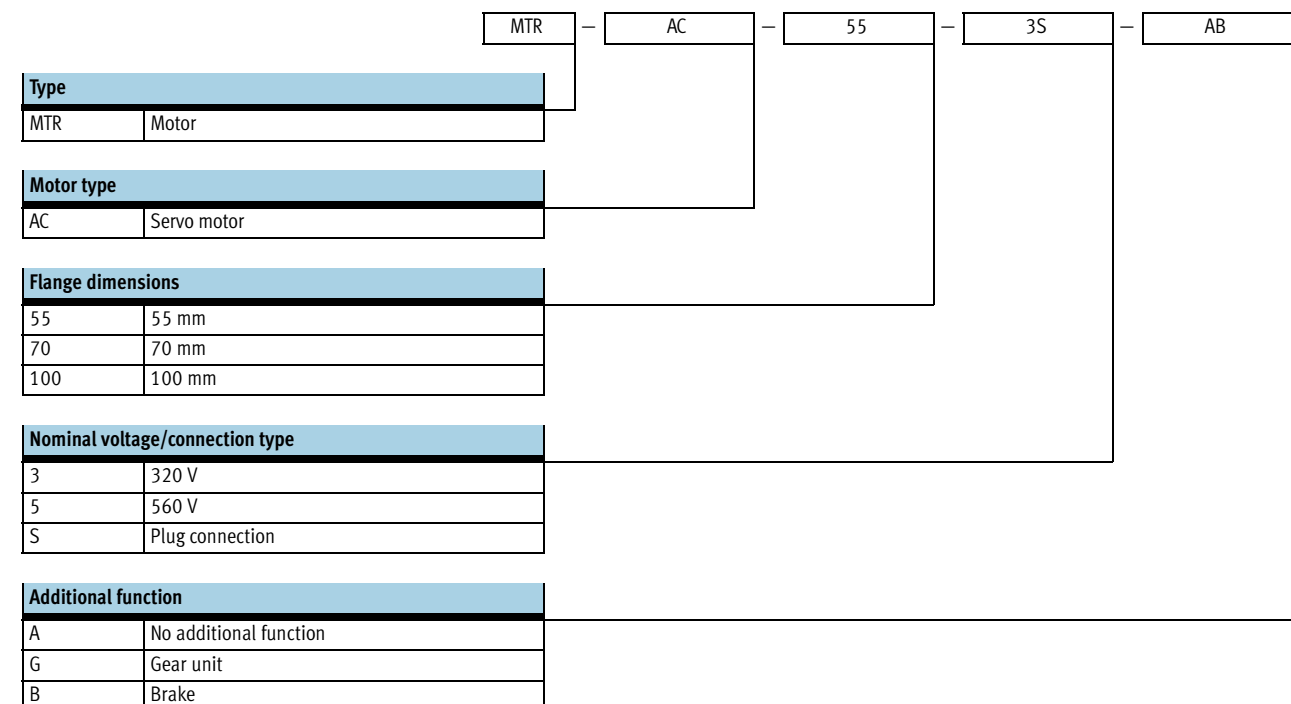 MTR – AC – 55 – 3S – AB
Type
MTR Motor
Motor type
AC Servo motor
Flange dimensions
55 55 mm
70 70 mm
100 100 mm
Nominal voltage/connection type
3 320 V
5 560 V
S Plug connection
Additional function
A No additional function
G Gear unit
B Brake